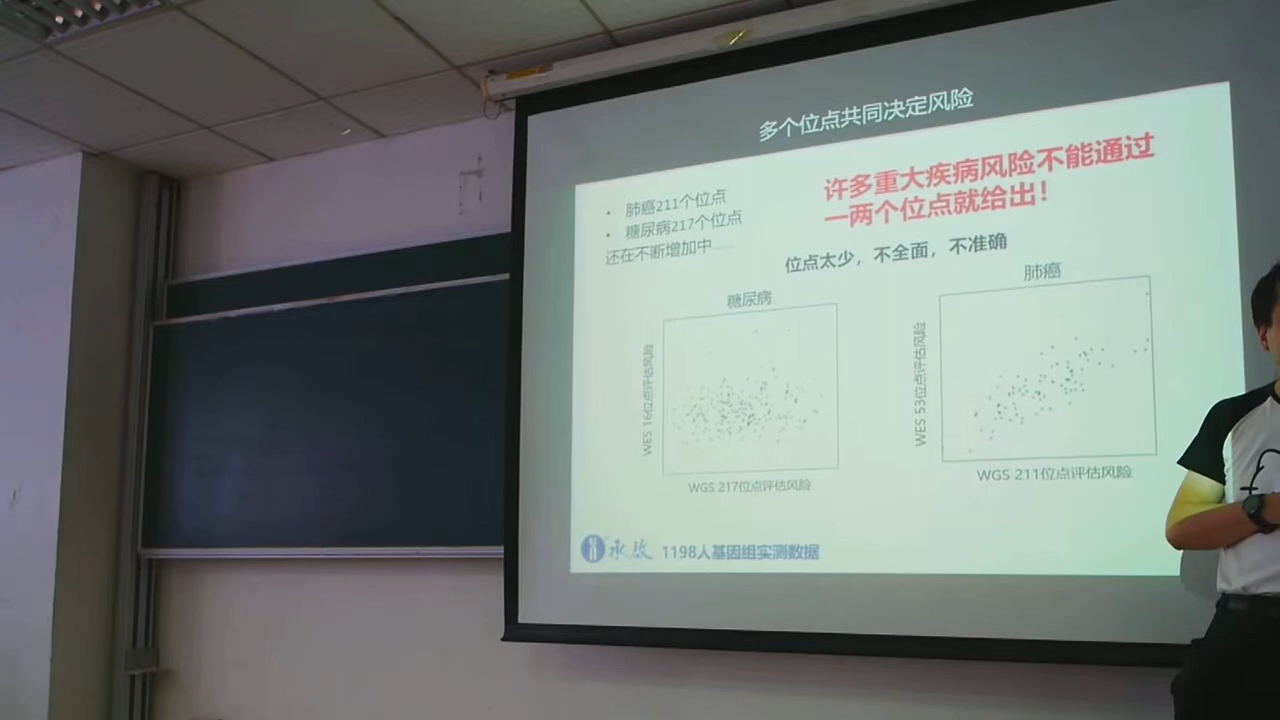 多个位点共同决定风险
许多重大疾病风险不能通过
一两个位点就给出！
• 肺癌211个位点
• 糖尿病217个位点
还在不断增加中……
位点太少，不全面，不准确
糖尿病
WES 16位点评估风险
WGS 217位点评估风险
肺癌
WES 53位点评估风险
WGS 211位点评估风险
承启 1198人基因组实测数据